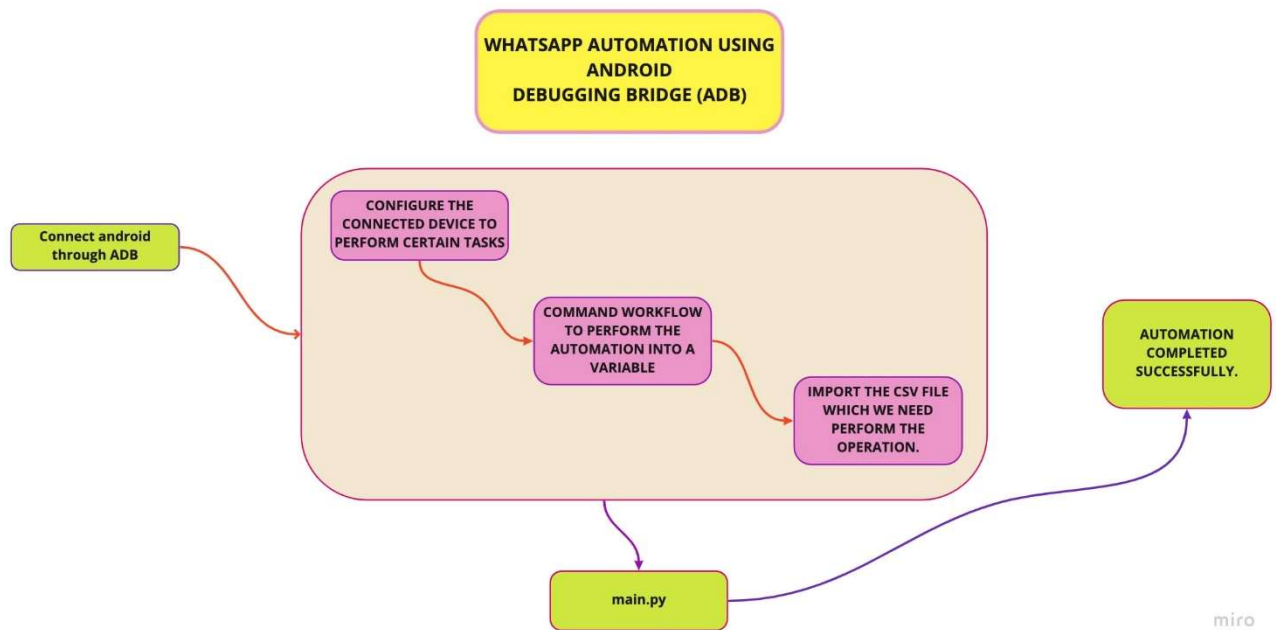 WHATSAPP AUTOMATION USING
ANDROID
DEBUGGING BRIDGE (ADB)
Connect android
through ADB
CONFIGURE THE
CONNECTED DEVICE TO
PERFORM CERTAIN TASKS
COMMAND WORKFLOW
TO PERFORM THE
AUTOMATION INTO A
VARIABLE
IMPORT THE CSV FILE
WHICH WE NEED
PERFORM THE
OPERATION.
main.py
AUTOMATION
COMPLETED
SUCCESSFULLY.
miro